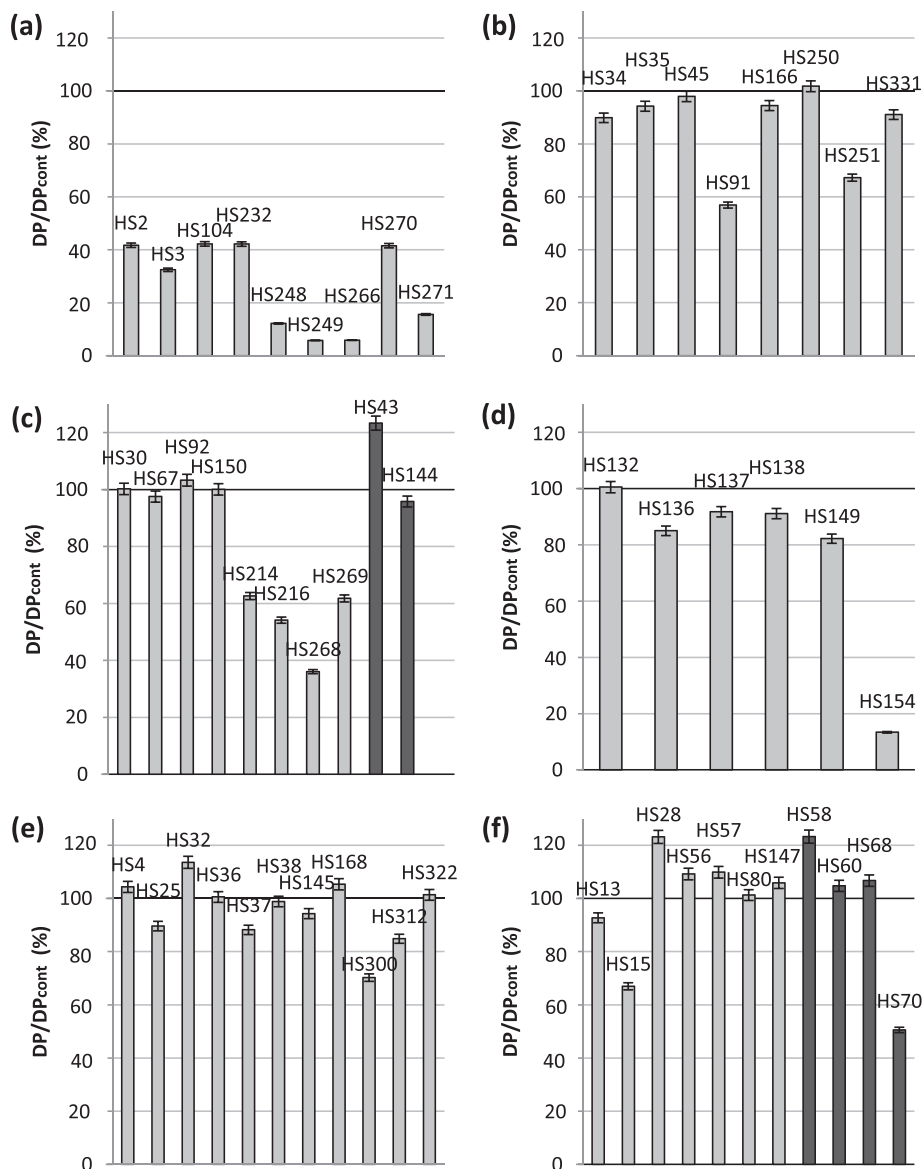 (a)
120
100
80
60
40
20
0
DP/DPcont (%)
HS2
HS3
HS104
HS232
HS248
HS249
HS266
HS270
HS271
(b)
120
100
80
60
40
20
0
DP/DPcont (%)
HS34
HS35
HS45
HS91
HS166
HS250
HS251
HS331
(c)
120
100
80
60
40
20
0
DP/DPcont (%)
HS30
HS67
HS92
HS150
HS214
HS216
HS268
HS269
HS43
HS144
(d)
120
100
80
60
40
20
0
DP/DPcont (%)
HS132
HS136
HS137
HS138
HS149
HS154
(e)
120
100
80
60
40
20
0
DP/DPcont (%)
HS4
HS25
HS32
HS36
HS37
HS38
HS145
HS168
HS300
HS312
HS322
(f)
120
100
80
60
40
20
0
DP/DPcont (%)
HS13
HS15
HS28
HS56
HS57
HS80
HS147
HS58
HS60
HS68
HS70